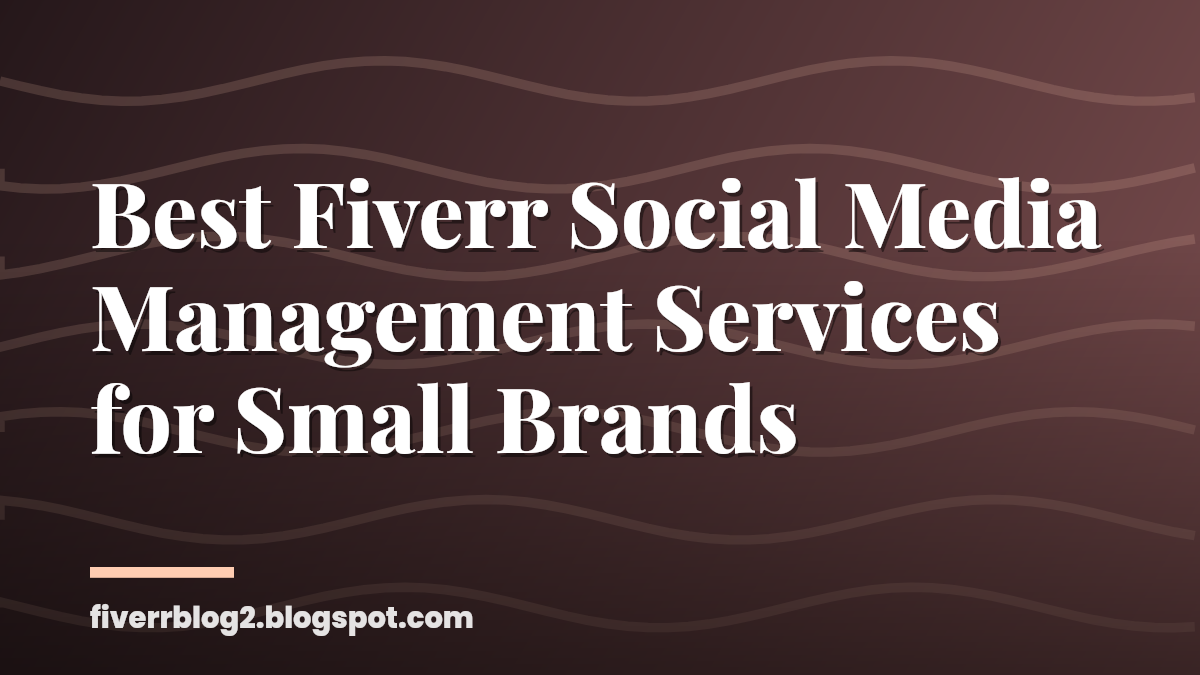 Best Fiverr Social Media
Management Services
for Small Brands
fiverrblog2.blogspot.com